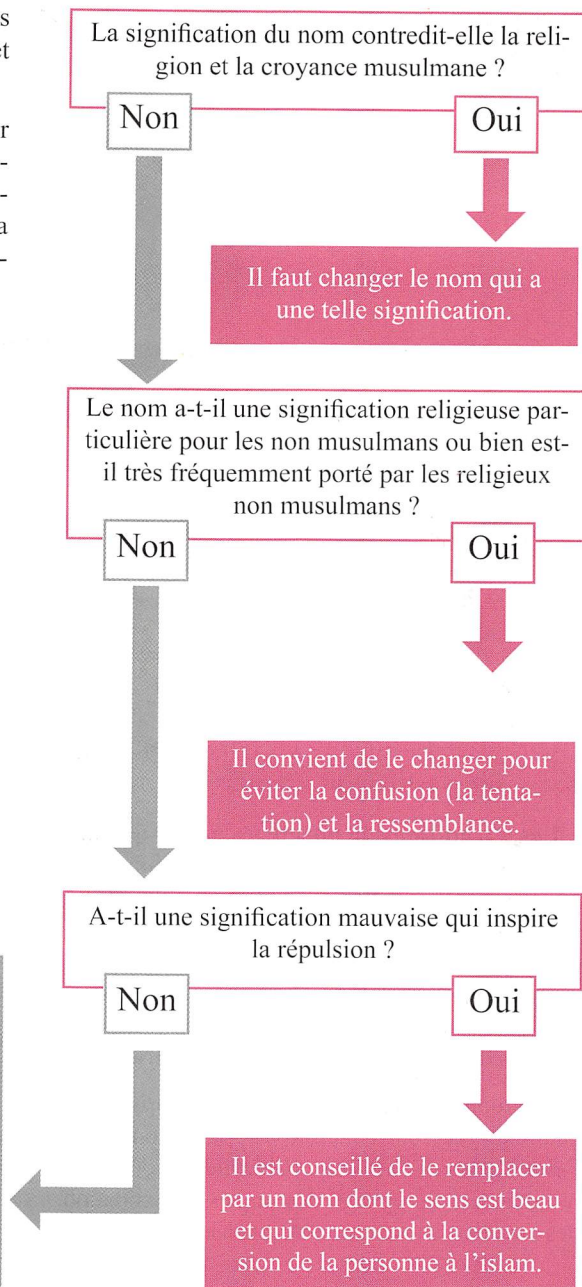 s
et
r
-
-
a
-
La signification du nom contredit-elle la reli-
gion et la croyance musulmane ?
Non
Oui
Il faut changer le nom qui a
une telle signification.
Le nom a-t-il une signification religieuse par-
ticulière pour les non musulmans ou bien est-
il très fréquemment porté par les religieux
non musulmans ?
Non
Oui
Il convient de le changer pour
éviter la confusion (la tenta-
tion) et la ressemblance.
A-t-il une signification mauvaise qui inspire
la répulsion ?
Non
Oui
Il est conseillé de le remplacer
par un nom dont le sens est beau
et qui correspond à la conver-
sion de la personne à l’islam.